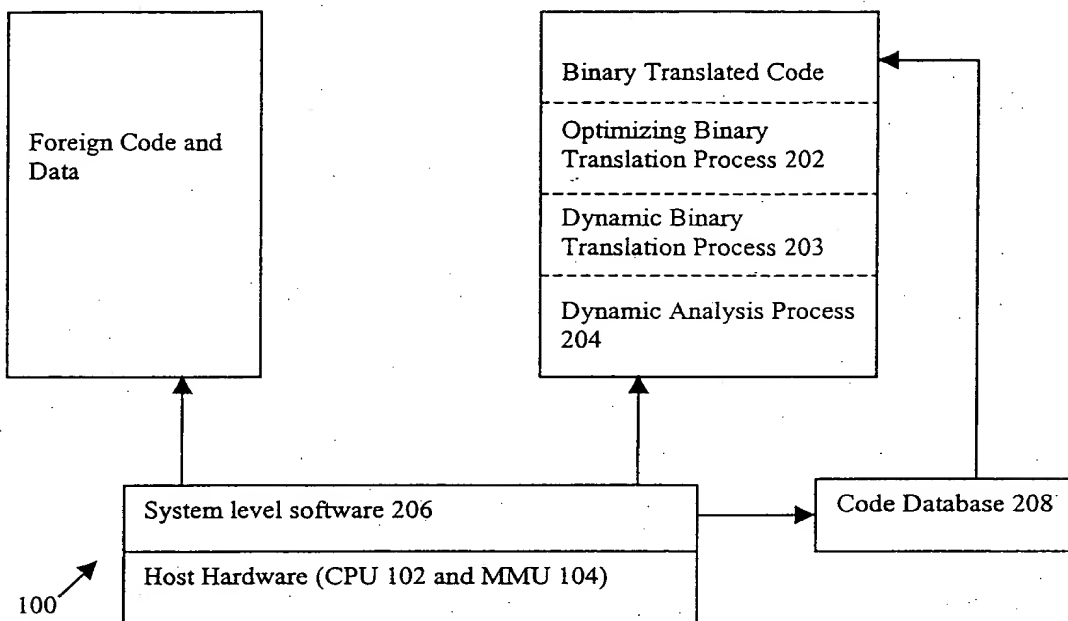 Foreign Code and
Data
Binary Translated Code
Optimizing Binary
Translation Process 202
Dynamic Binary
Translation Process 203
Dynamic Analysis Process
204
System level software 206
Host Hardware (CPU 102 and MMU 104)
Code Database 208
100